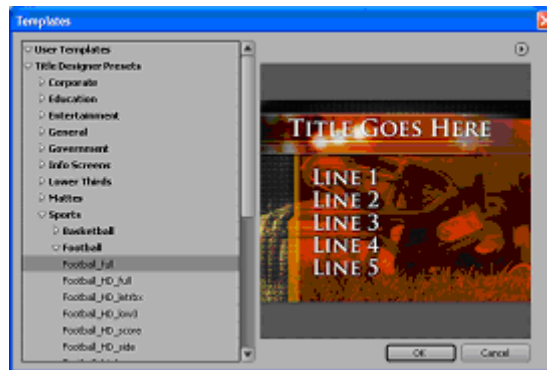 Templates
User Templates
Title Designer Presets
Corporate
Education
Entertainment
General
Government
Info Screens
Lower Thirds
Mattes
Sports
Basketball
Football
Football_full
Football_HD_full
Football_HD_letrbx
Football_HD_low3
Football_HD_score
Football_HD_side
TITLE GOES HERE
LINE 1
LINE 2
LINE 3
LINE 4
LINE 5
OK
Cancel